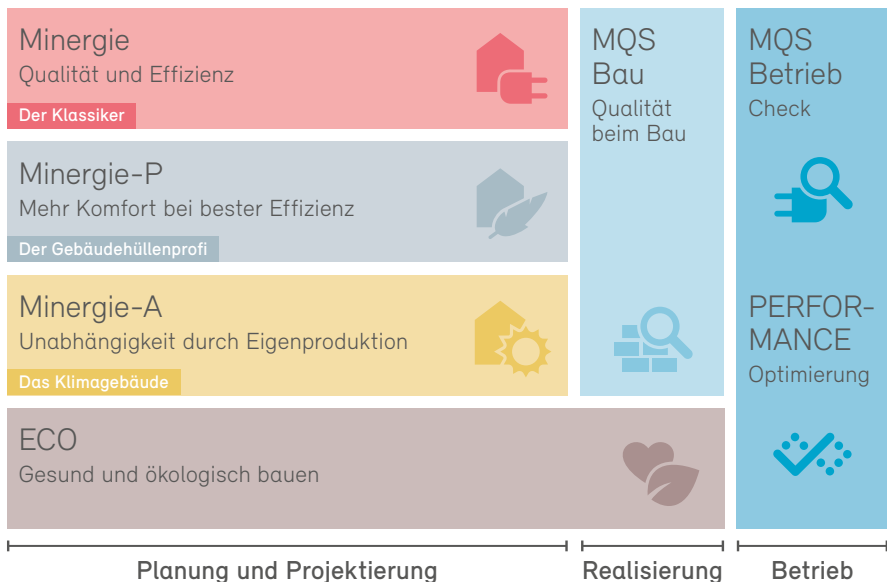 Minergie
Qualität und Effizienz
Der Klassiker
Minergie-P
Mehr Komfort bei bester Effizienz
Der Gebäudehüllenprofi
Minergie-A
Unabhängigkeit durch Eigenproduktion
Das Klimagebäude
ECO
Gesund und ökologisch bauen
MQS
Bau
Qualität
beim Bau
MQS
Betrieb
Check
PERFOR-
MANCE
Optimierung
Planung und Projektierung
Realisierung
Betrieb